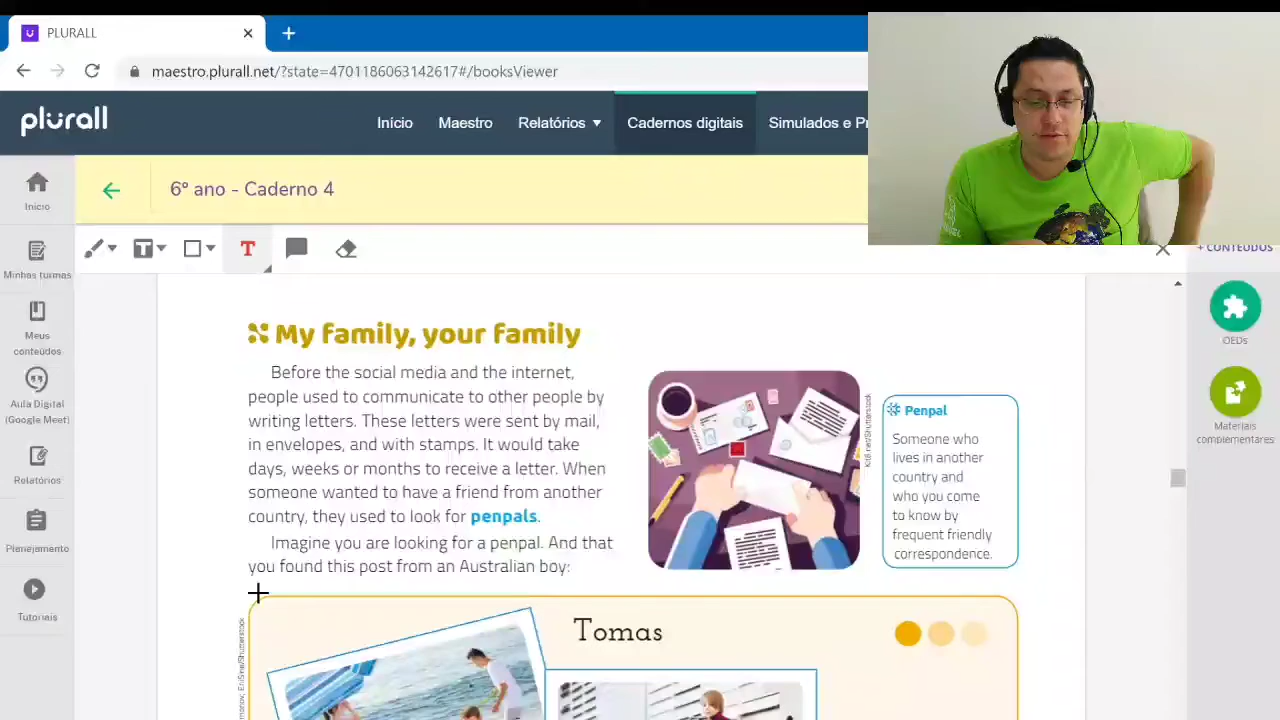 PLURALL
maestro.plurall.net/?state=4701186063142617#/booksViewer
plurall
Início
Maestro
Relatórios
Cadernos digitais
Simulados e Pr
Início
6º ano - Caderno 4
Minhas turmas
T
T
+ CONTEÚDOS
Meus
conteúdos
Aula Digital
(Google Meet)
Relatórios
Planejamento
Tutoriais
OEDs
Materiais
complementares
My family, your family
Before the social media and the internet,
people used to communicate to other people by
writing letters. These letters were sent by mail,
in envelopes, and with stamps. It would take
days, weeks or months to receive a letter. When
someone wanted to have a friend from another
country, they used to look for penpals.
Imagine you are looking for a penpal. And that
you found this post from an Australian boy:
Penpal
Someone who
lives in another
country and
who you come
to know by
frequent friendly
correspondence.
Tomas